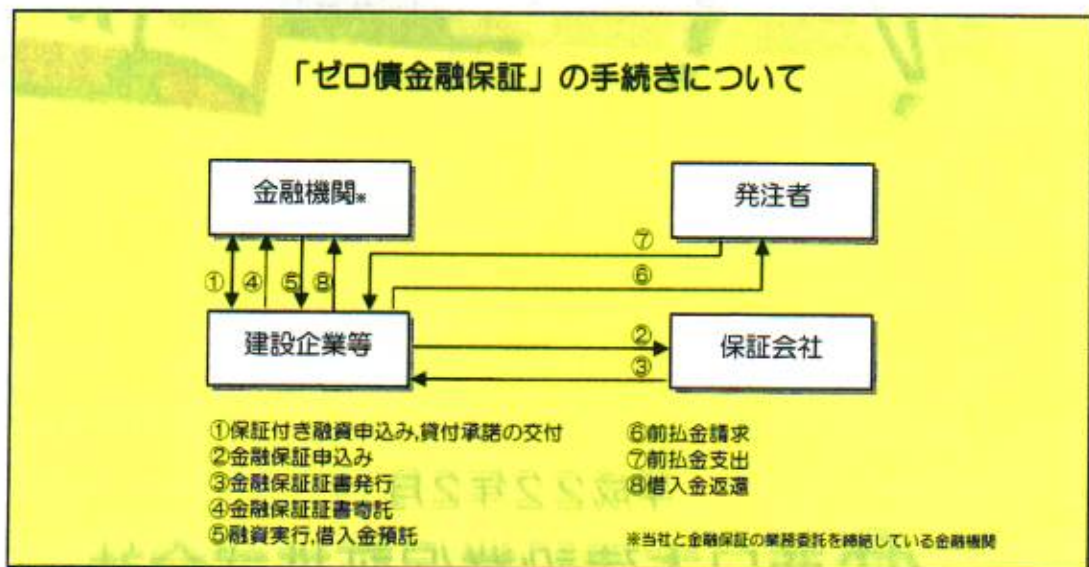 「ゼロ債金融保証」の手続きについて
金融機関※
発注者
⑦
① ④ ⑤ ⑧
⑥
建設企業等
②
保証会社
③
①保証付き融資申込み,貸付承諾の交付
②金融保証申込み
③金融保証証書発行
④金融保証証書寄託
⑤融資実行,借入金預託
⑥前払金請求
⑦前払金支出
⑧借入金返還
※当社と金融保証の業務委託を締結している金融機関
平成22年2月